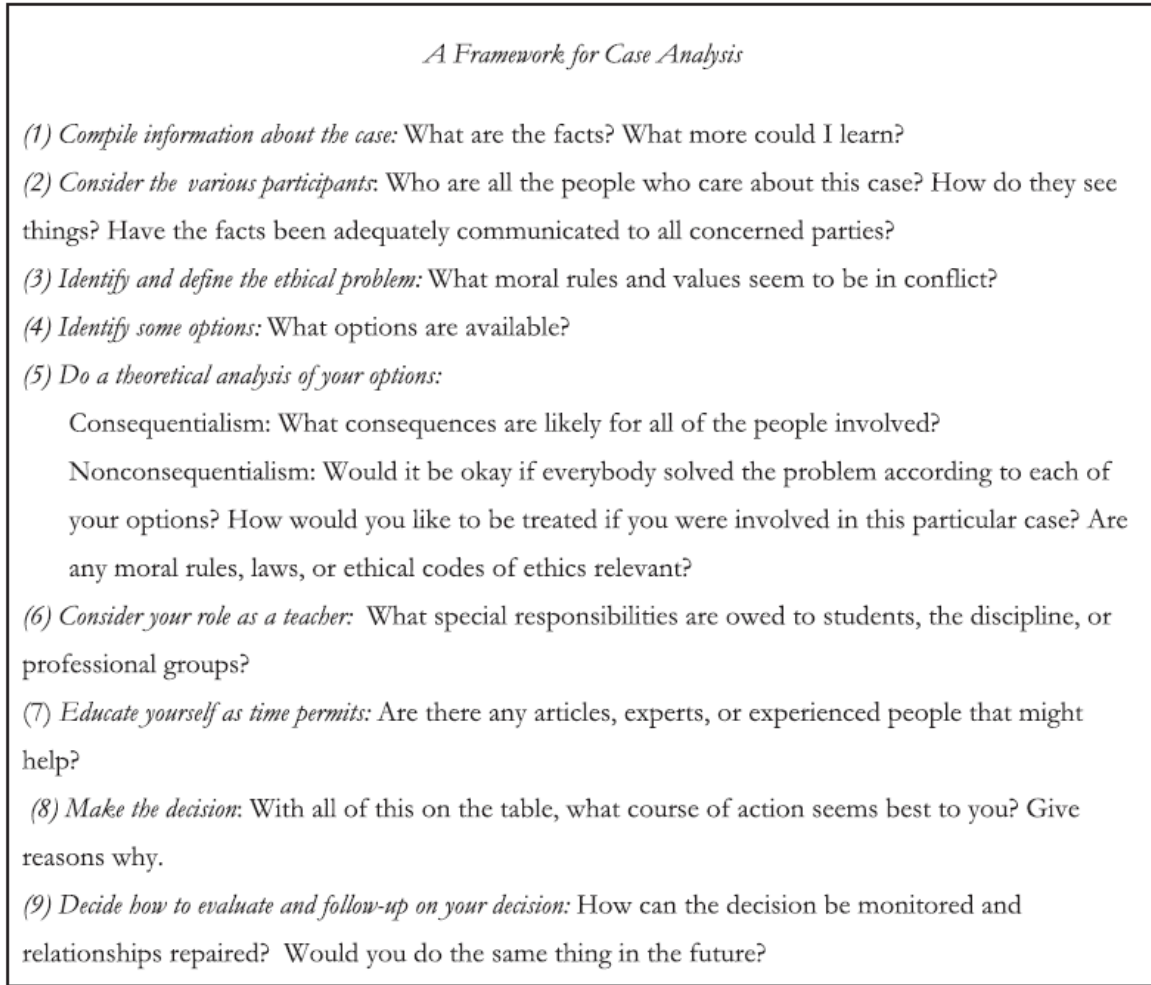 A Framework for Case Analysis
(1) Compile information about the case: What are the facts? What more could I learn?
(2) Consider the various participants: Who are all the people who care about this case? How do they see
things? Have the facts been adequately communicated to all concerned parties?
(3) Identify and define the ethical problem: What moral rules and values seem to be in conflict?
(4) Identify some options: What options are available?
(5) Do a theoretical analysis of your options:
Consequentialism: What consequences are likely for all of the people involved?
Nonconsequentialism: Would it be okay if everybody solved the problem according to each of
your options? How would you like to be treated if you were involved in this particular case? Are
any moral rules, laws, or ethical codes of ethics relevant?
(6) Consider your role as a teacher: What special responsibilities are owed to students, the discipline, or
professional groups?
(7) Educate yourself as time permits: Are there any articles, experts, or experienced people that might
help?
(8) Make the decision: With all of this on the table, what course of action seems best to you? Give
reasons why.
(9) Decide how to evaluate and follow-up on your decision: How can the decision be monitored and
relationships repaired? Would you do the same thing in the future?